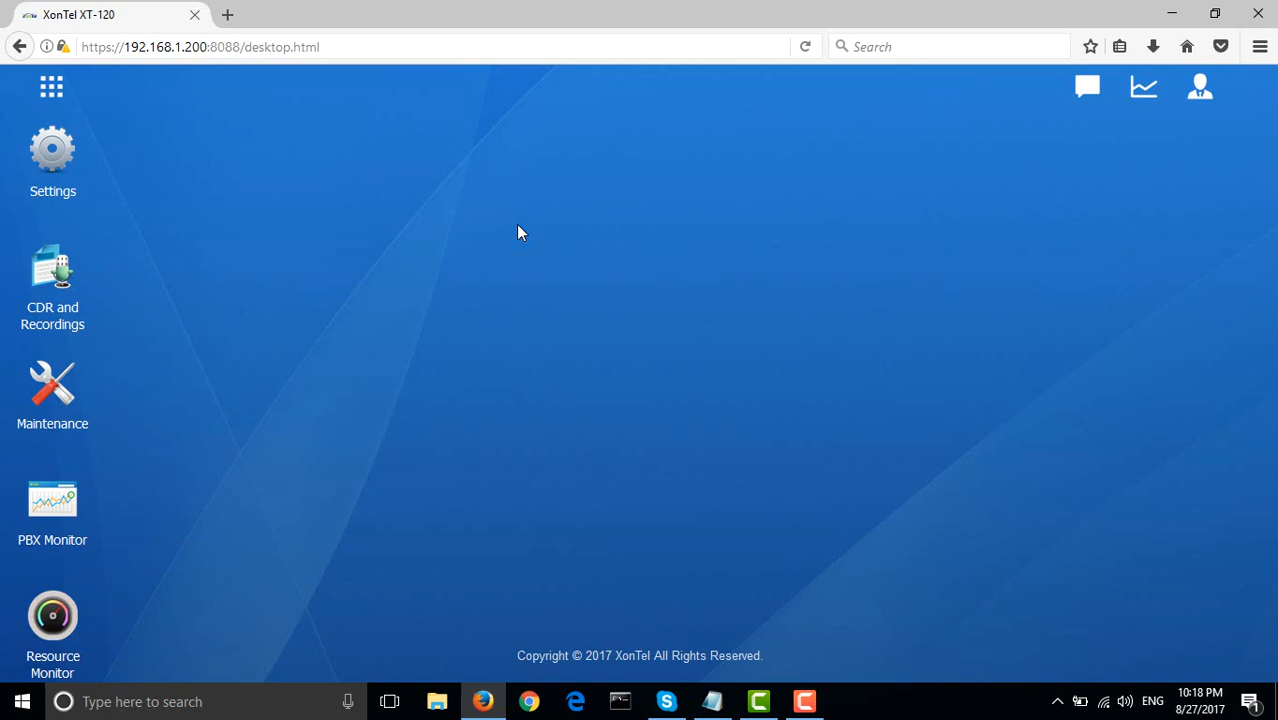 XonTel XT-120
https://192.168.1.200:8088/desktop.html
Search
Settings
CDR and
Recordings
Maintenance
PBX Monitor
Resource
Monitor
Copyright © 2017 XonTel All Rights Reserved.
Type here to search
ENG
10:18 PM
8/27/2017
1